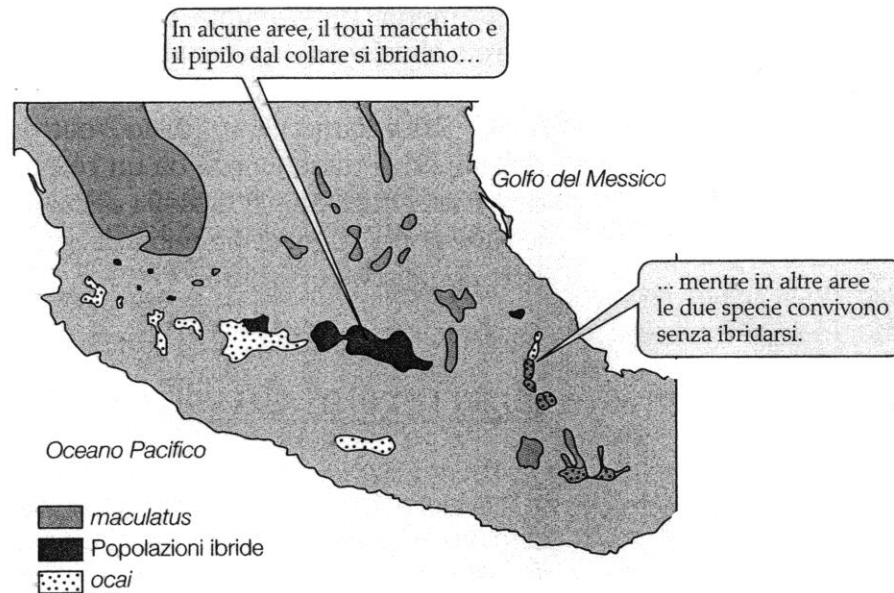 In alcune aree, il touì macchiato e
il pipilo dal collare si ibridano…
Golfo del Messico
... mentre in altre aree
le due specie convivono
senza ibridarsi.
Oceano Pacifico
maculatus
Popolazioni ibride
ocai